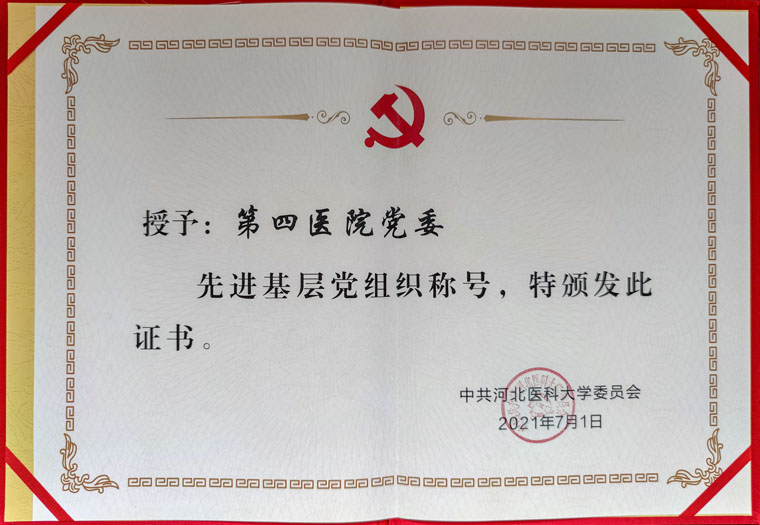 授予：第四医院党委
先进基层党组织称号，特颁发此
证书。
中共河北医科大学委员会
2021年7月1日